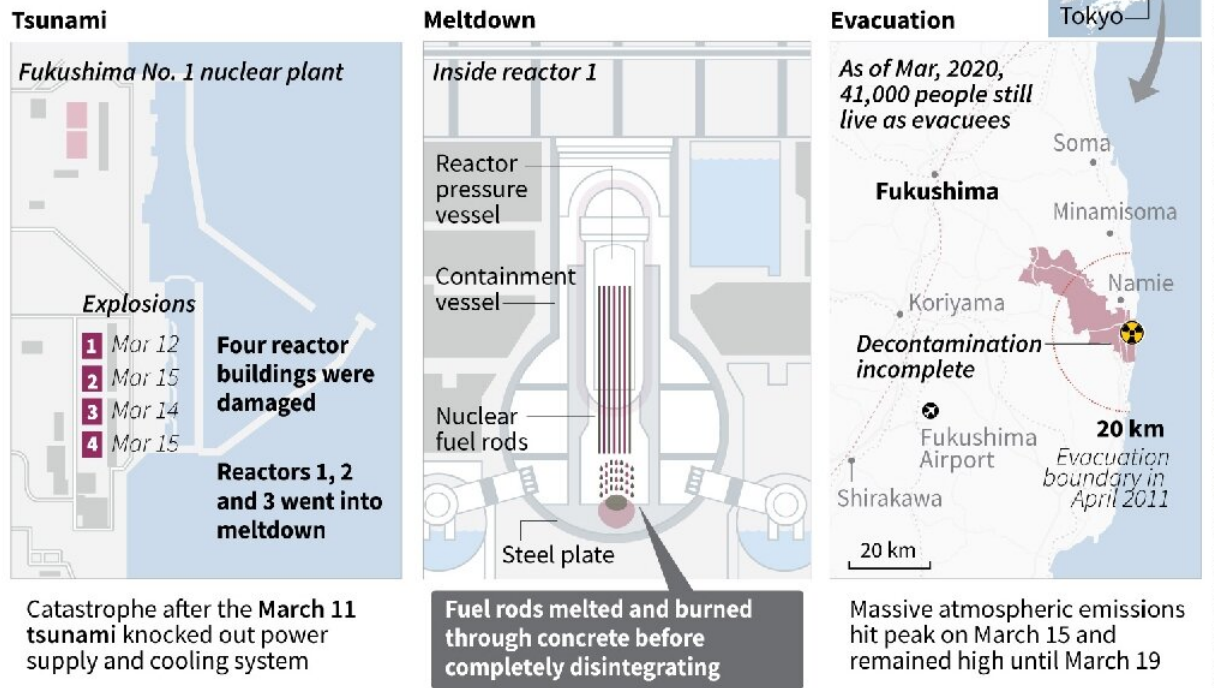 Tsunami
Fukushima No. 1 nuclear plant
Explosions
1 Mar 12
2 Mar 15
3 Mar 14
4 Mar 15
Four reactor
buildings were
damaged
Reactors 1, 2
and 3 went into
meltdown
Catastrophe after the March 11
tsunami knocked out power
supply and cooling system
Meltdown
Inside reactor 1
Reactor
pressure
vessel
Containment
vessel
Nuclear
fuel rods
Steel plate
Fuel rods melted and burned
through concrete before
completely disintegrating
Evacuation
Tokyo
As of Mar, 2020,
41,000 people still
live as evacuees
Soma
Fukushima
Minamisoma
Namie
Koriyama
Decontamination
incomplete
Fukushima
Airport
20 km
Evacuation
boundary in
April 2011
Shirakawa
20 km
Massive atmospheric emissions
hit peak on March 15 and
remained high until March 19